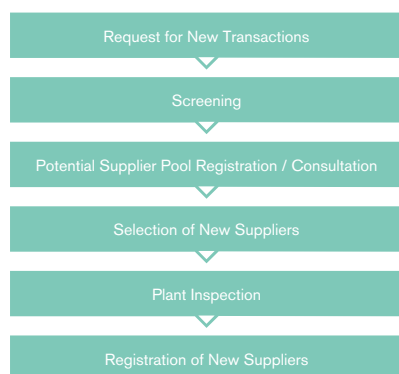 Request for New Transactions
Screening
Potential Supplier Pool Registration / Consultation
Selection of New Suppliers
Plant Inspection
Registration of New Suppliers